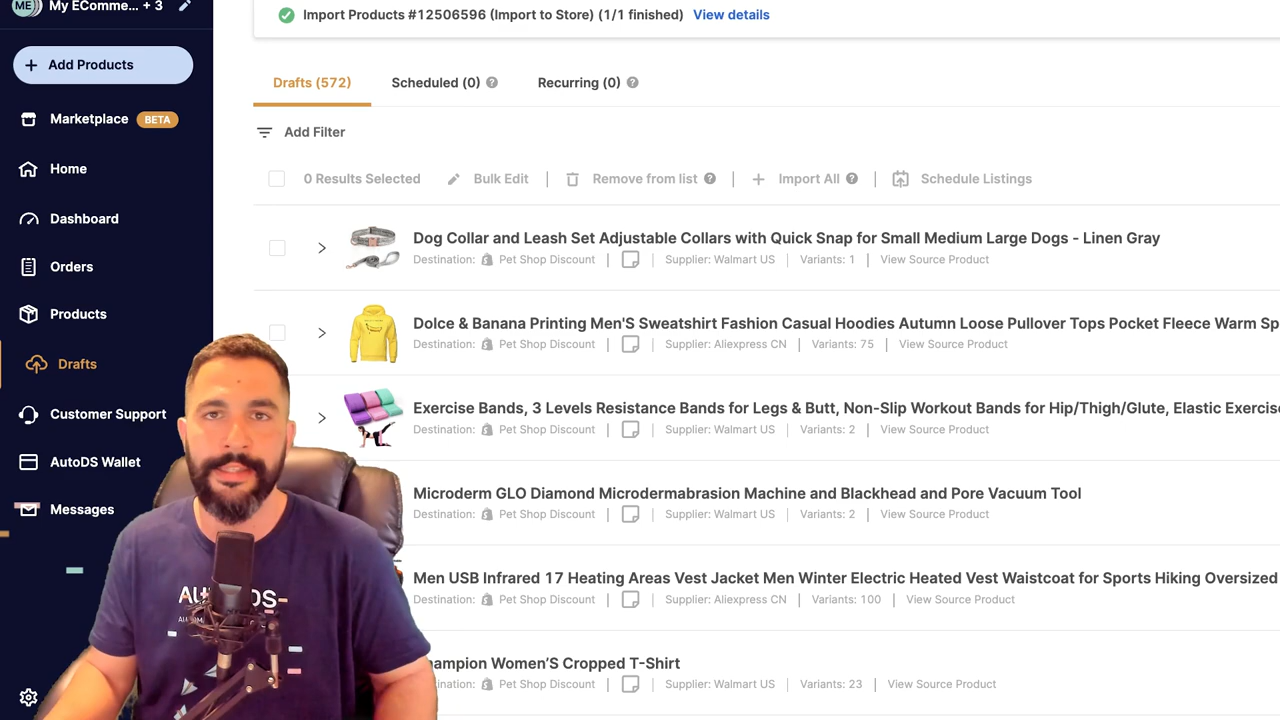 ME My EComme... + 3
Import Products #12506596 (Import to Store) (1/1 finished) View details
+ Add Products
Drafts (572) Scheduled (0) ? Recurring (0) ?
Marketplace BETA
Add Filter
Home
0 Results Selected Bulk Edit | Remove from list ? | + Import All ? | Schedule Listings
Dashboard
Dog Collar and Leash Set Adjustable Collars with Quick Snap for Small Medium Large Dogs - Linen Gray
Destination: Pet Shop Discount | | Supplier: Walmart US | Variants: 1 | View Source Product
Orders
Products
Dolce & Banana Printing Men'S Sweatshirt Fashion Casual Hoodies Autumn Loose Pullover Tops Pocket Fleece Warm Sp
Destination: Pet Shop Discount | | Supplier: Aliexpress CN | Variants: 75 | View Source Product
Drafts
Customer Support
Exercise Bands, 3 Levels Resistance Bands for Legs & Butt, Non-Slip Workout Bands for Hip/Thigh/Glute, Elastic Exercise
Destination: Pet Shop Discount | | Supplier: Walmart US | Variants: 2 | View Source Product
AutoDS Wallet
Messages
Microderm GLO Diamond Microdermabrasion Machine and Blackhead and Pore Vacuum Tool
Destination: Pet Shop Discount | | Supplier: Walmart US | Variants: 2 | View Source Product
Men USB Infrared 17 Heating Areas Vest Jacket Men Winter Electric Heated Vest Waistcoat for Sports Hiking Oversized
Destination: Pet Shop Discount | | Supplier: Aliexpress CN | Variants: 100 | View Source Product
hampion Women'S Cropped T-Shirt
ination: Pet Shop Discount | | Supplier: Walmart US | Variants: 23 | View Source Product